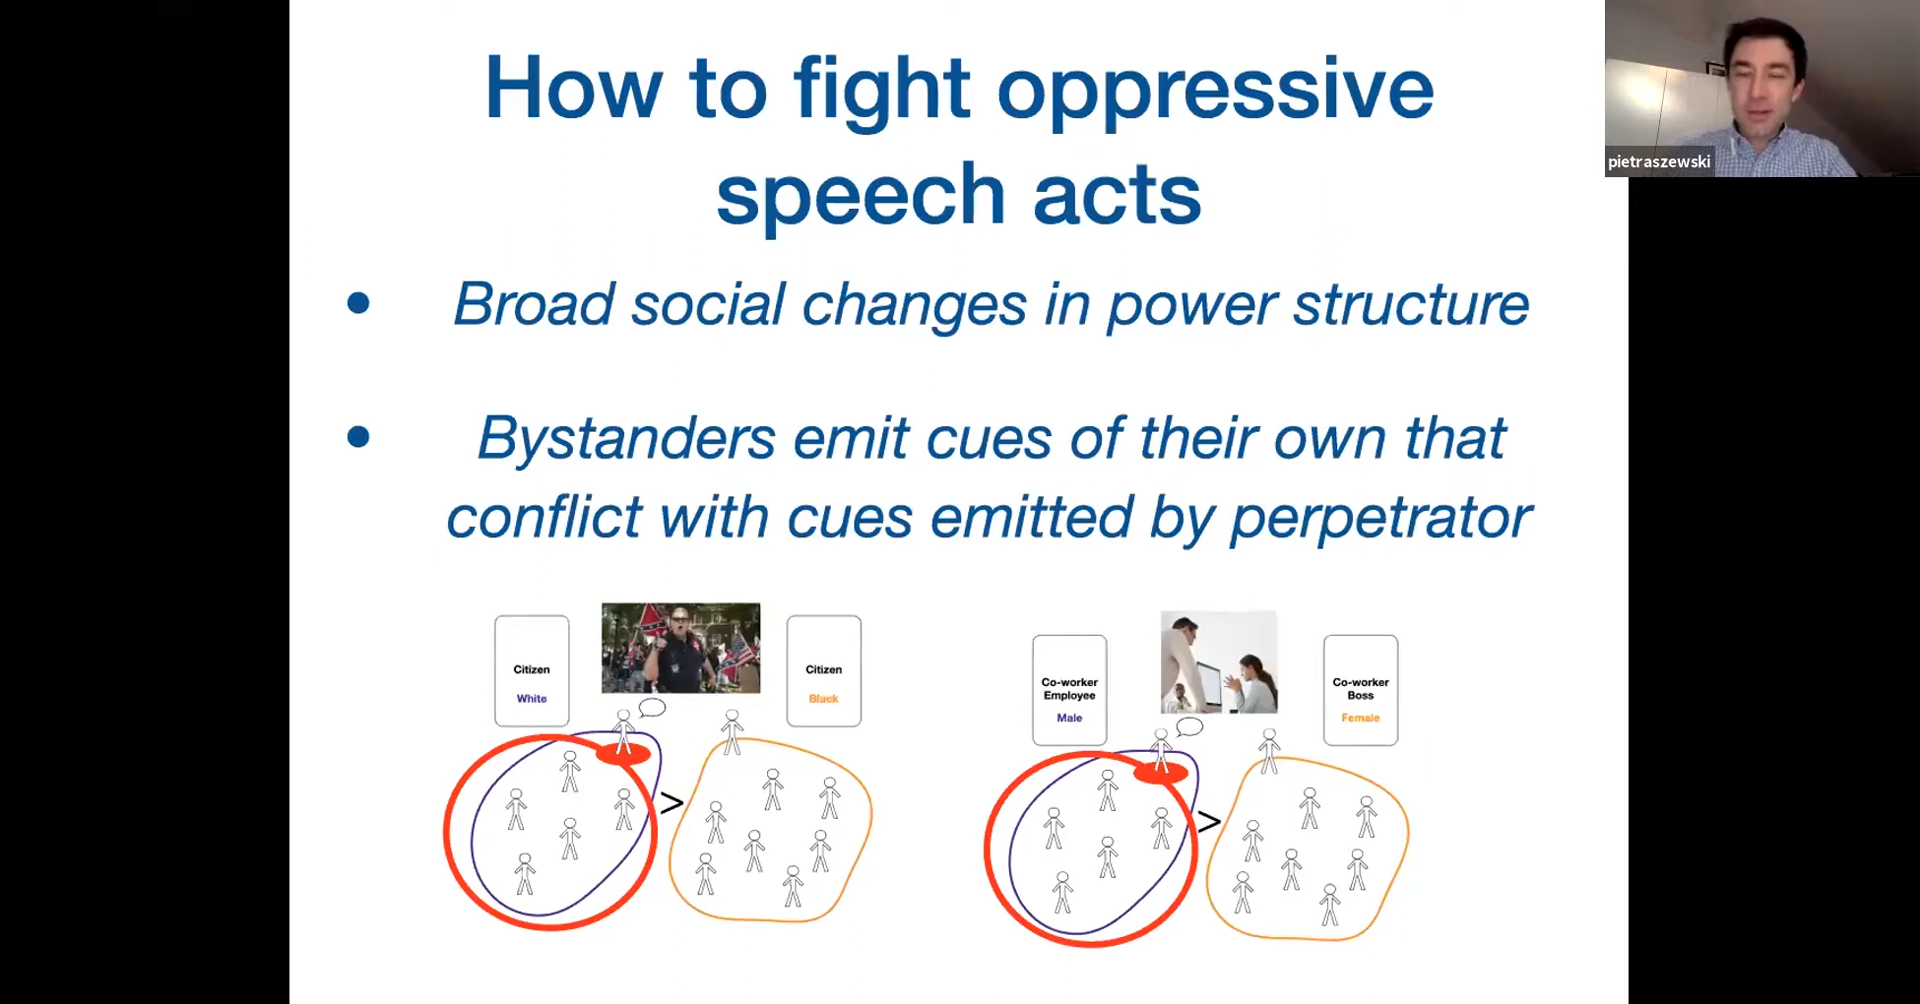 How to fight oppressive
speech acts
pietraszewski
• Broad social changes in power structure
• Bystanders emit cues of their own that
conflict with cues emitted by perpetrator
Citizen
White
Citizen
Black
Co-worker
Employee
Male
Co-worker
Boss
Female
>
>